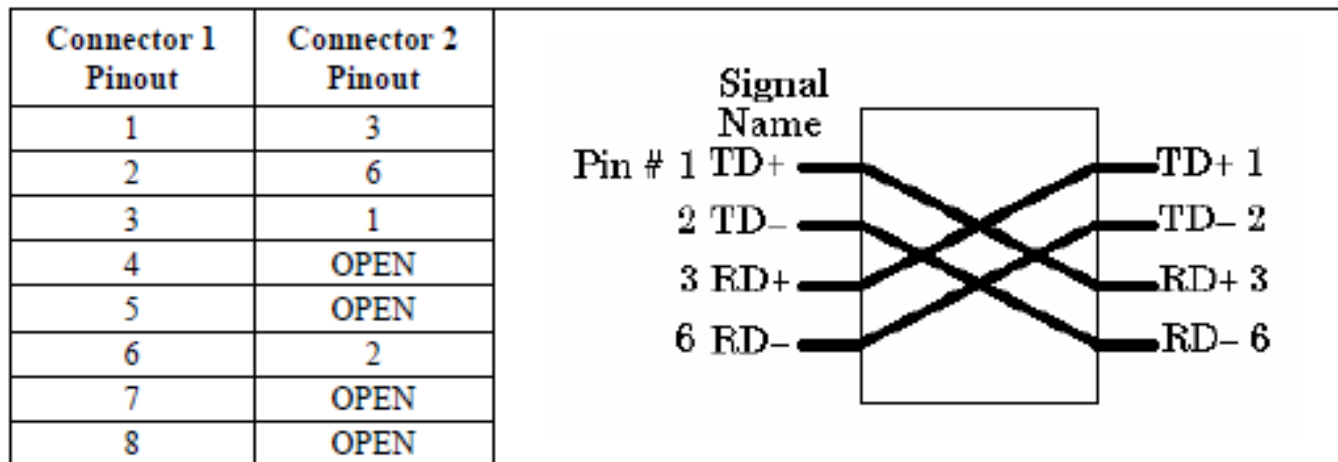 Connector 1 Pinout Connector 2 Pinout
1 3
2 6
3 1
4 OPEN
5 OPEN
6 2
7 OPEN
8 OPEN
Signal
Name
Pin # 1 TD+ TD+ 1
2 TD– TD– 2
3 RD+ RD+ 3
6 RD– RD– 6